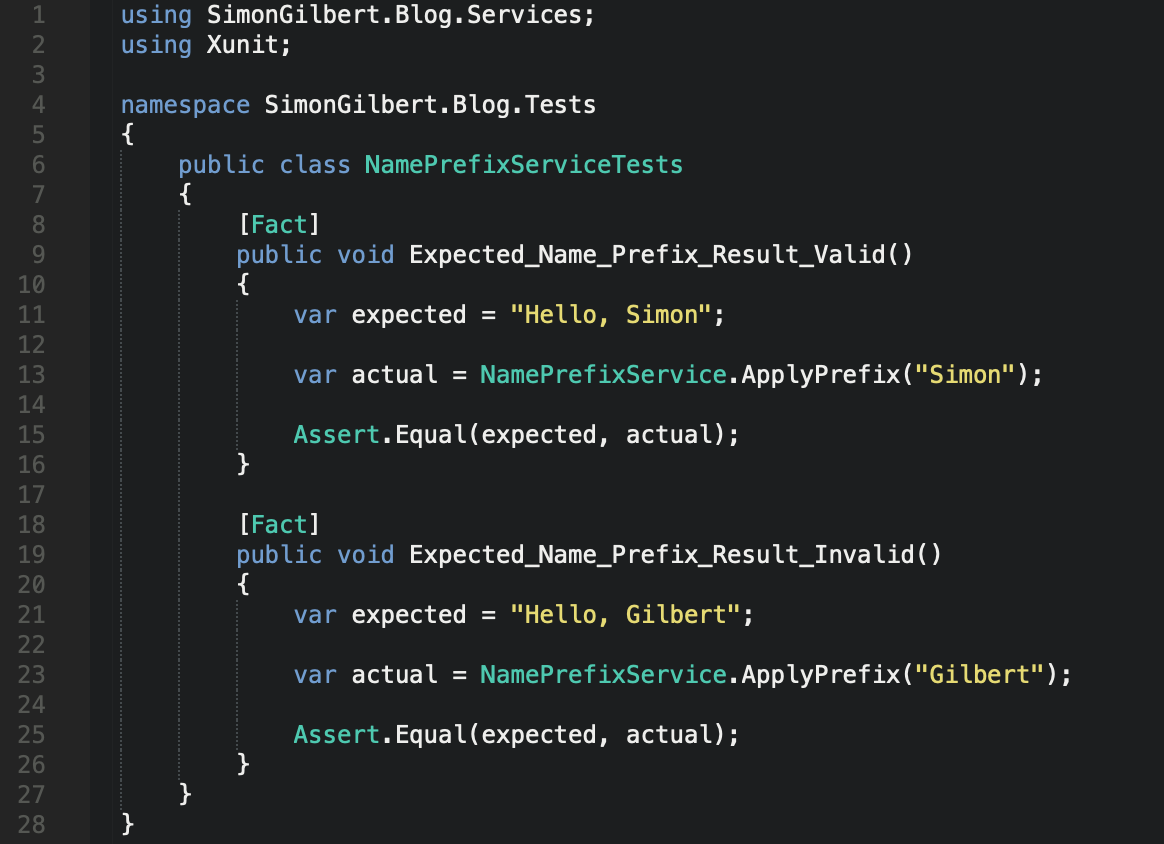 1 using SimonGilbert.Blog.Services;
2 using Xunit;
3
4 namespace SimonGilbert.Blog.Tests
5 {
6     public class NamePrefixServiceTests
7     {
8         [Fact]
9         public void Expected_Name_Prefix_Result_Valid()
10         {
11             var expected = "Hello, Simon";
12
13             var actual = NamePrefixService.ApplyPrefix("Simon");
14
15             Assert.Equal(expected, actual);
16         }
17
18         [Fact]
19         public void Expected_Name_Prefix_Result_Invalid()
20         {
21             var expected = "Hello, Gilbert";
22
23             var actual = NamePrefixService.ApplyPrefix("Gilbert");
24
25             Assert.Equal(expected, actual);
26         }
27     }
28 }